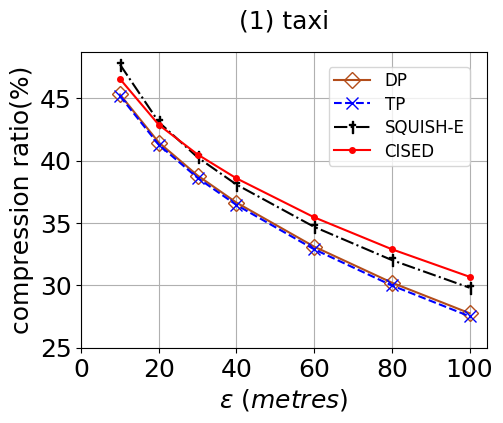 (1) taxi
compression ratio(%)
45
40
35
30
25
0 20 40 60 80 100
ε (metres)
DP
TP
SQUISH-E
CISED